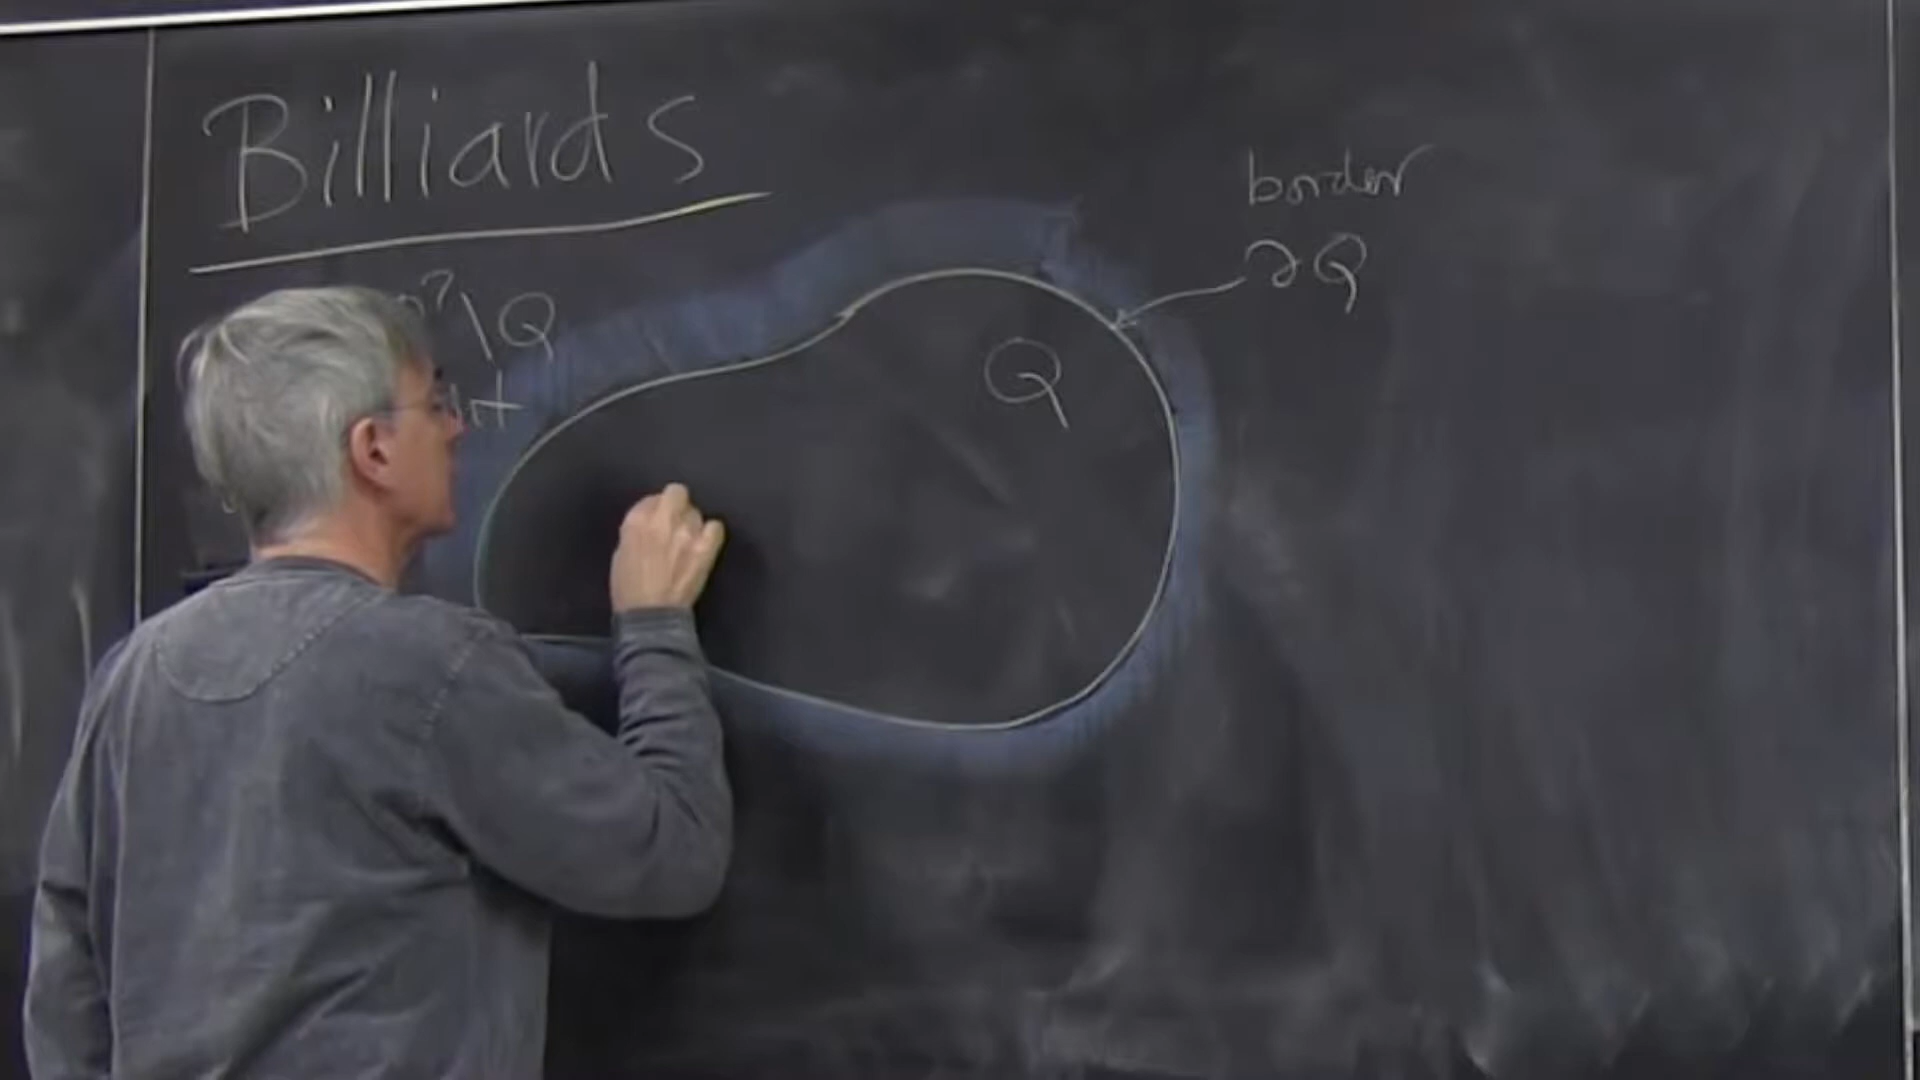 Billiards
border
∂Q
\Q
Q